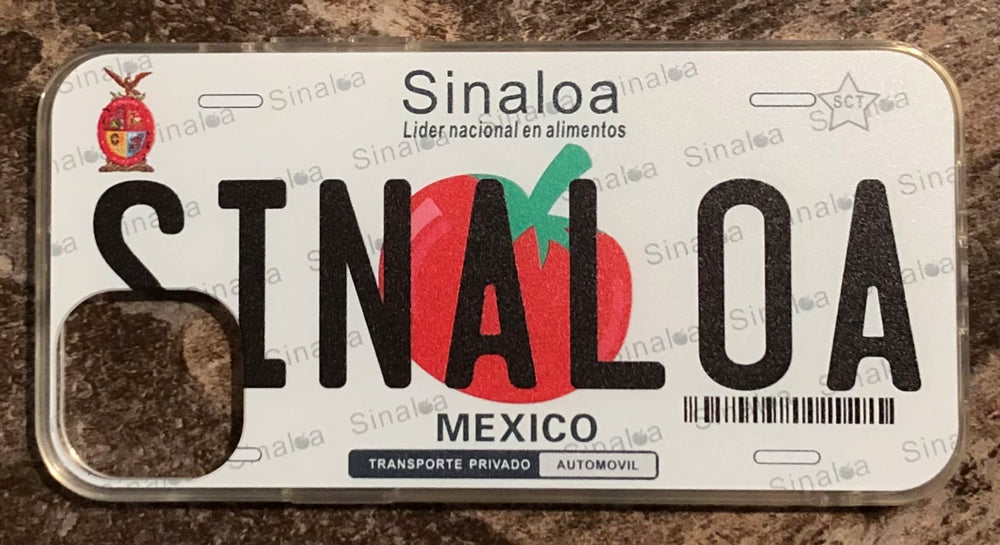 Sinaloa
Lider nacional en alimentos
SCT
SINALOA
MEXICO
TRANSPORTE PRIVADO AUTOMOVIL